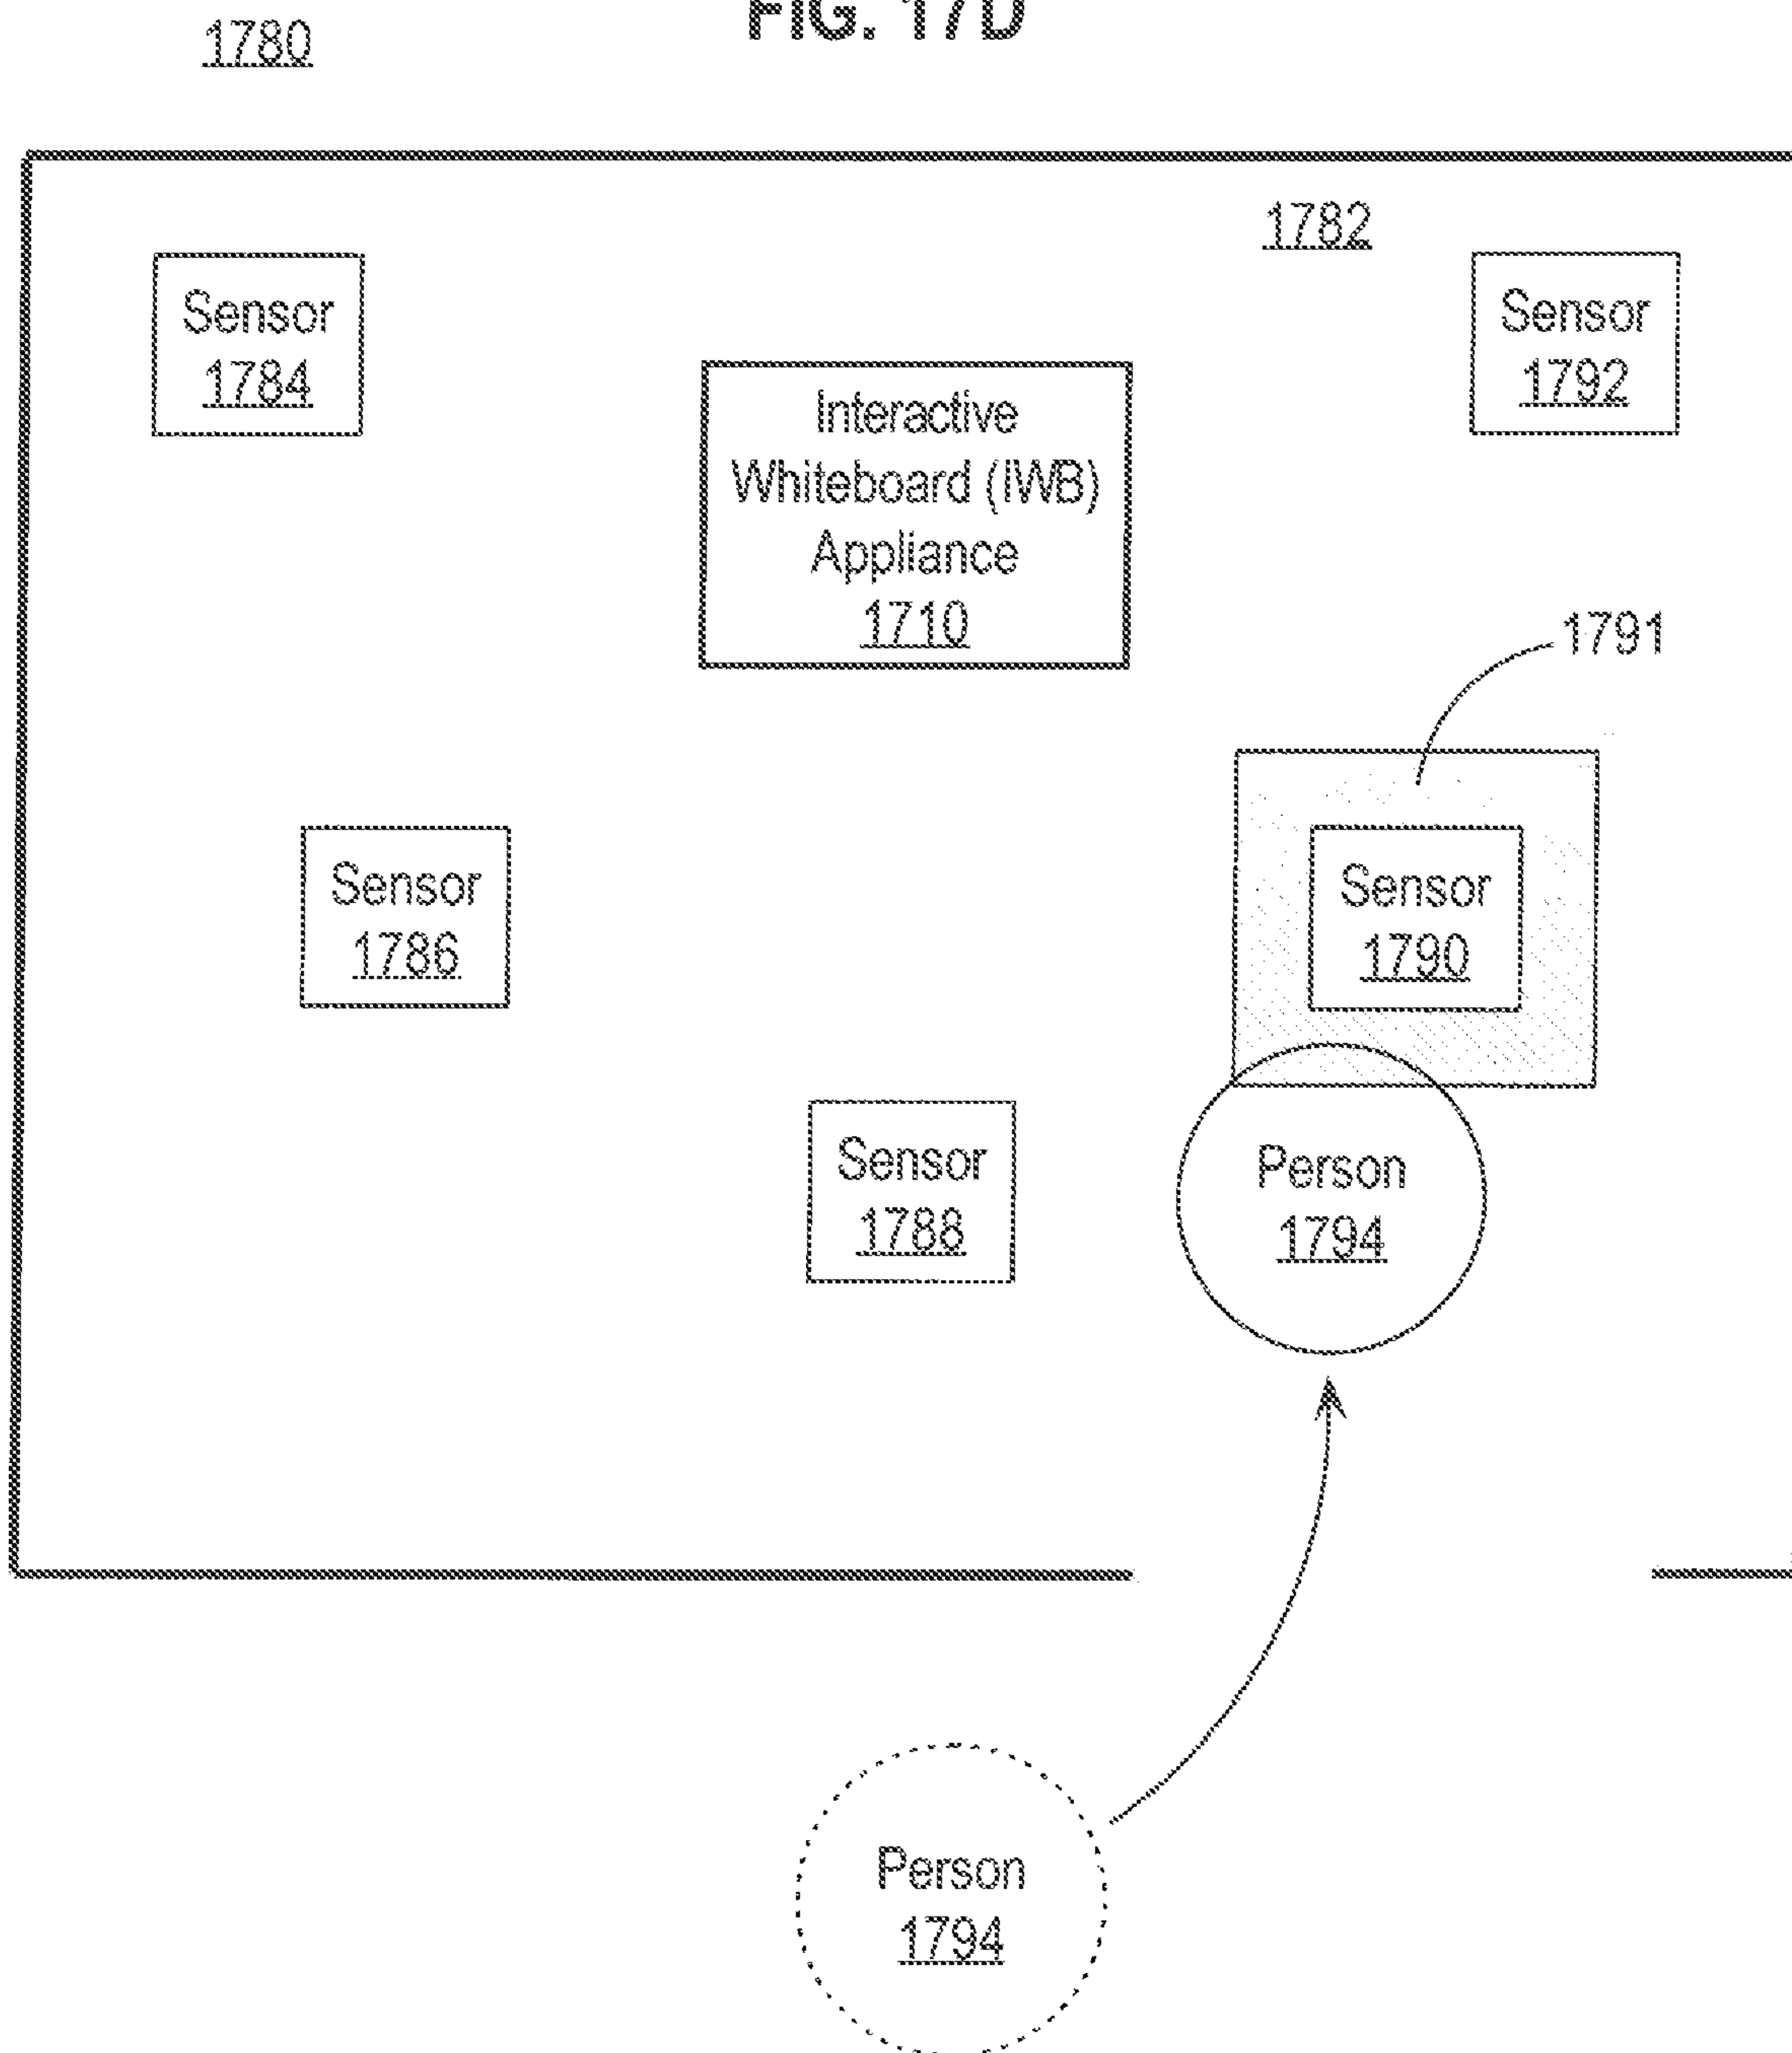 FIG. 17D
1780
1782
Sensor
1784
Sensor
1792
Interactive
Whiteboard (IWB)
Appliance
1710
1791
Sensor
1786
Sensor
1790
Sensor
1788
Person
1794
Person
1794